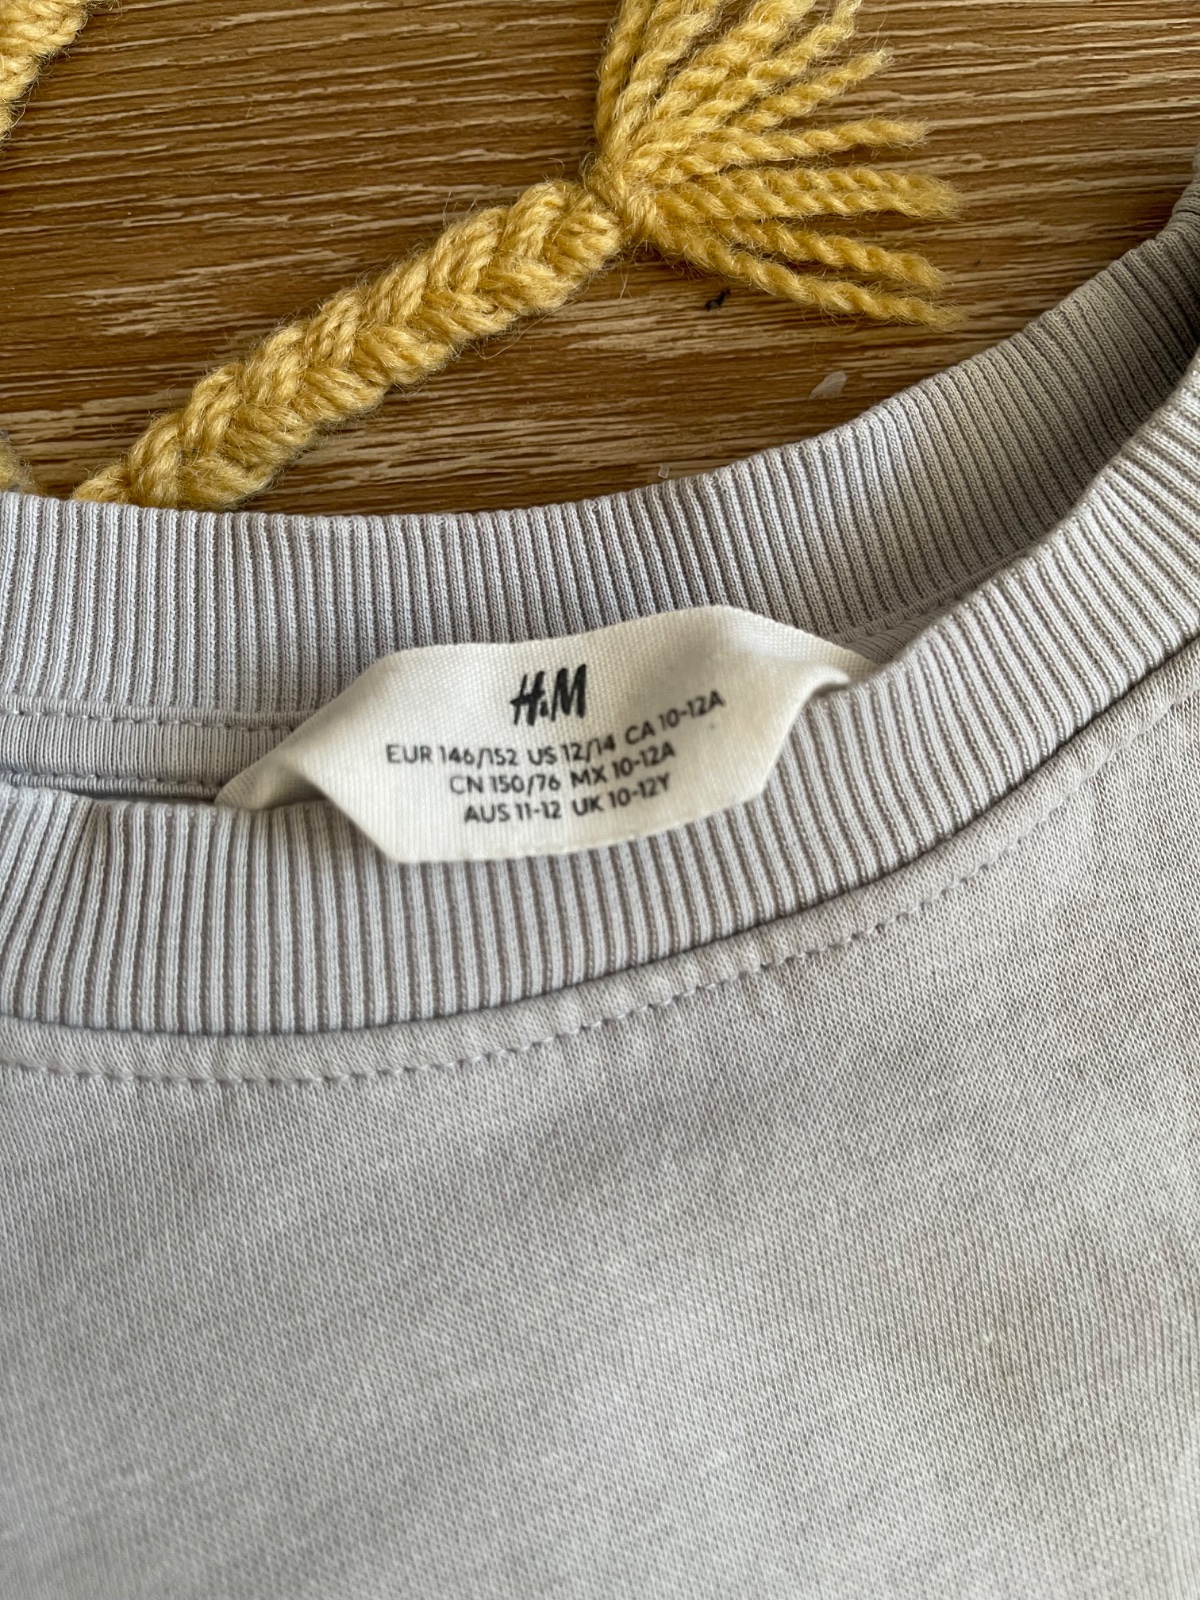 H&M
EUR 146/152 US 12/14 CA 10-12A
CN 150/76 MX 10-12A
AUS 11-12 UK 10-12Y